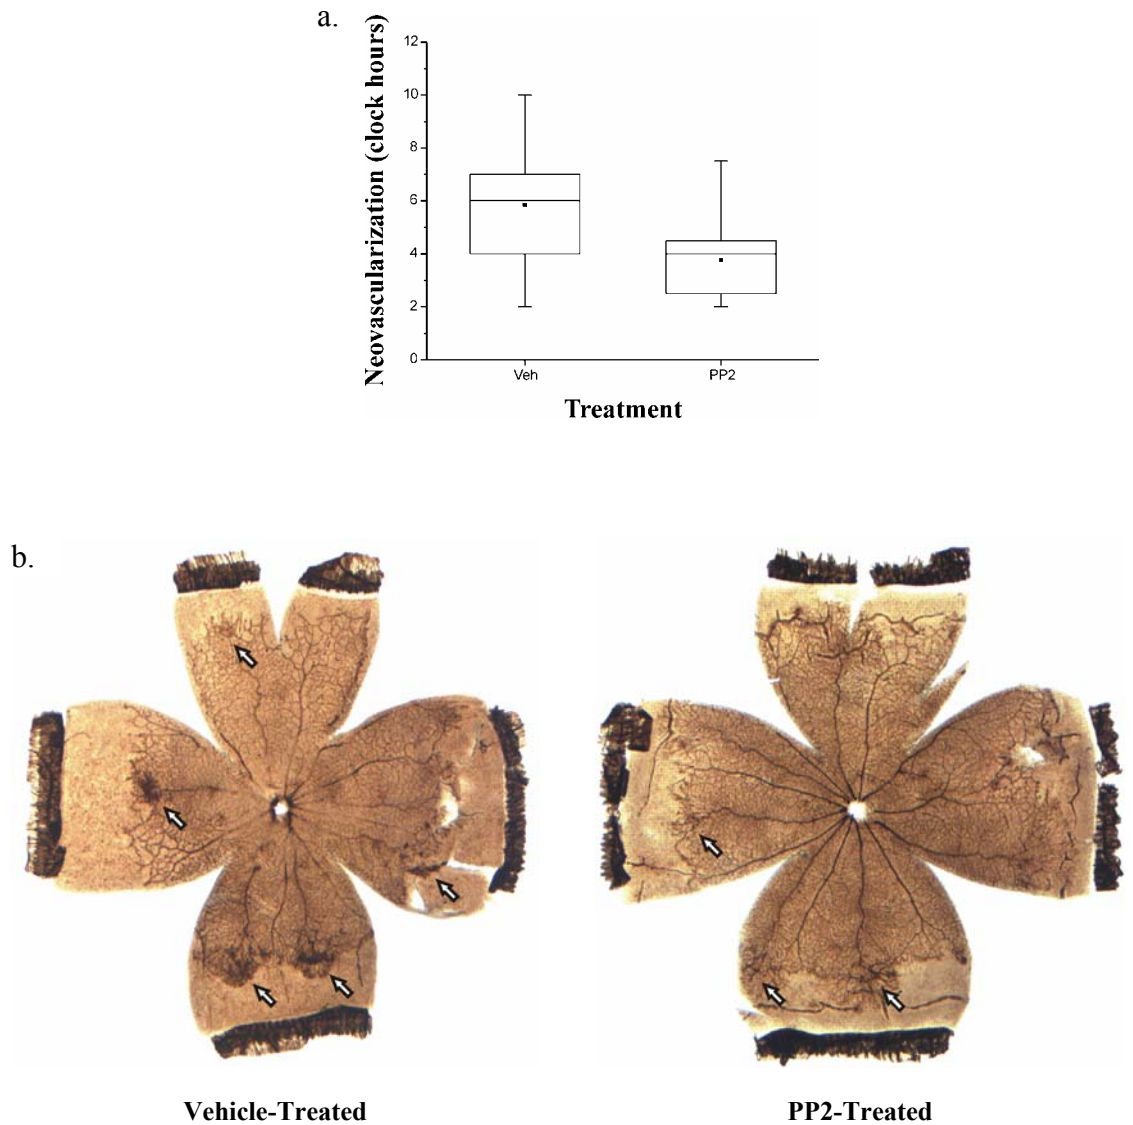 a.
Neovascularization (clock hours)
12
10
8
6
4
2
0
Veh PP2
Treatment
b.
Vehicle-Treated PP2-Treated